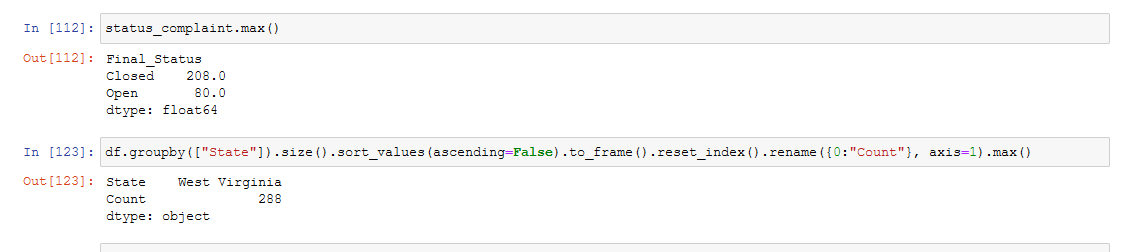 In [112]: status_complaint.max()
Out[112]: Final_Status
Closed    208.0
Open       80.0
dtype: float64
In [123]: df.groupby(["State"]).size().sort_values(ascending=False).to_frame().reset_index().rename({0:"Count"}, axis=1).max()
Out[123]: State    West Virginia
Count              288
dtype: object